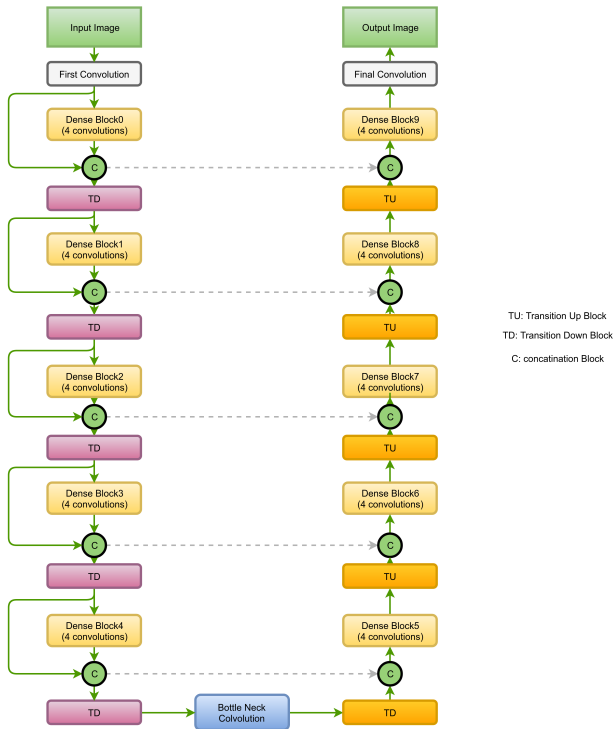 Input Image
First Convolution
Dense Block0
(4 convolutions)
C
TD
Dense Block1
(4 convolutions)
C
TD
Dense Block2
(4 convolutions)
C
TD
Dense Block3
(4 convolutions)
C
TD
Dense Block4
(4 convolutions)
C
TD
Bottle Neck
Colvolution
TD
C
Dense Block5
(4 convolutions)
TU
C
Dense Block6
(4 convolutions)
TU
C
Dense Block7
(4 convolutions)
TU
C
Dense Block8
(4 convolutions)
TU
C
Dense Block9
(4 convolutions)
Final Convolution
Output Image
TU: Transition Up Block
TD: Transition Down Block
C: concatination Block